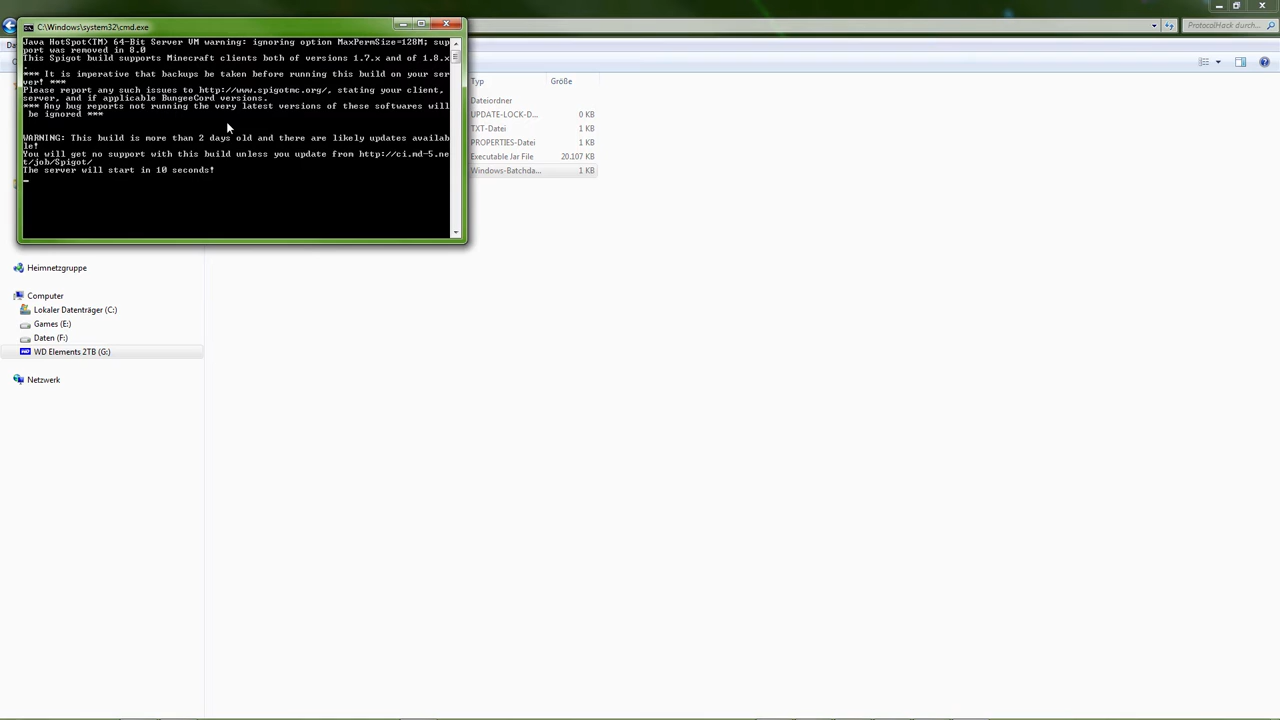 C:\Windows\system32\cmd.exe
Java HotSpot(TM) 64-Bit Server VM warning: ignoring option MaxPermSize=128M; sup
port was removed in 8.0
This Spigot build supports Minecraft clients both of versions 1.7.x and of 1.8.x
.
*** It is imperative that backups be taken before running this build on your ser
ver! ***
Please report any such issues to http://www.spigotmc.org/, stating your client,
server, and if applicable BungeeCord versions.
*** Any bug reports not running the very latest versions of these softwares will
be ignored ***
WARNING: This build is more than 2 days old and there are likely updates availab
le!
You will get no support with this build unless you update from http://ci.md-5.ne
t/job/Spigot/
The server will start in 10 seconds!
ProtocolHack durch...
Typ Größe
Dateiordner
UPDATE-LOCK-D... 0 KB
TXT-Datei 1 KB
PROPERTIES-Datei 1 KB
Executable Jar File 20.107 KB
Windows-Batchda... 1 KB
Heimnetzgruppe
Computer
Lokaler Datenträger (C:)
Games (E:)
Daten (F:)
WD Elements 2TB (G:)
Netzwerk